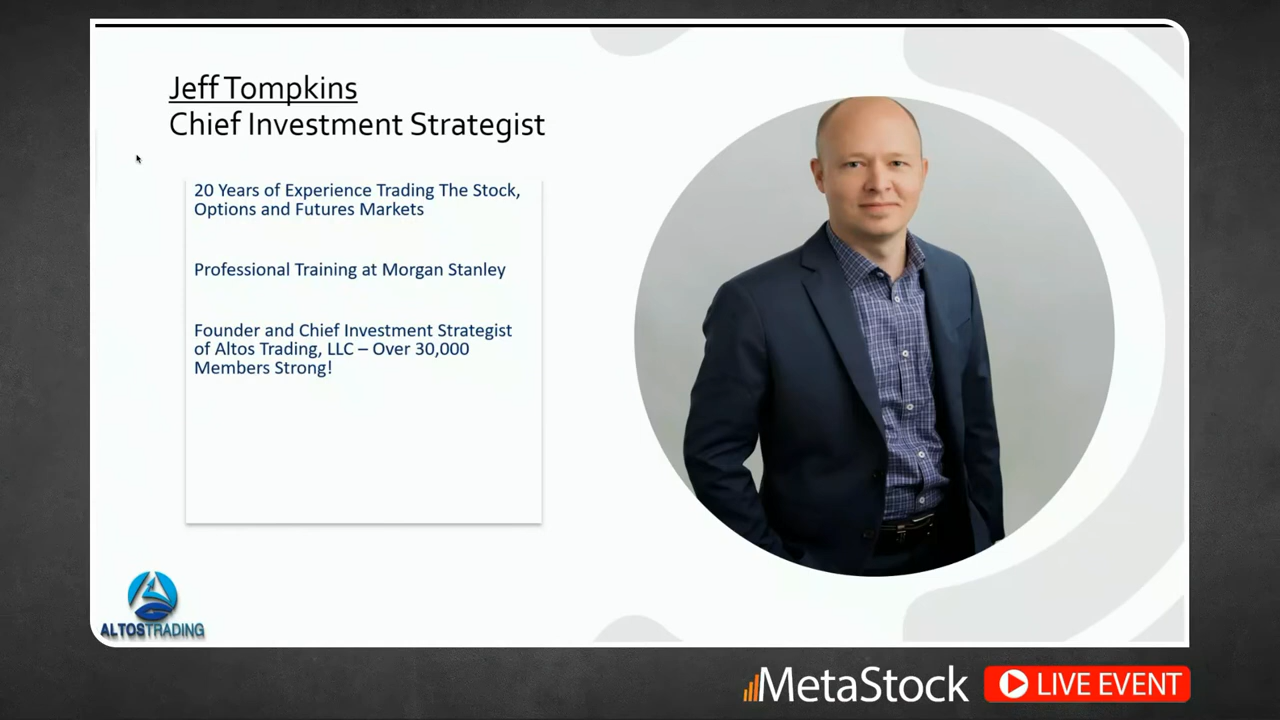 Jeff Tompkins
Chief Investment Strategist
20 Years of Experience Trading The Stock,
Options and Futures Markets
Professional Training at Morgan Stanley
Founder and Chief Investment Strategist
of Altos Trading, LLC – Over 30,000
Members Strong!
ALTOSTRADING
MetaStock
LIVE EVENT